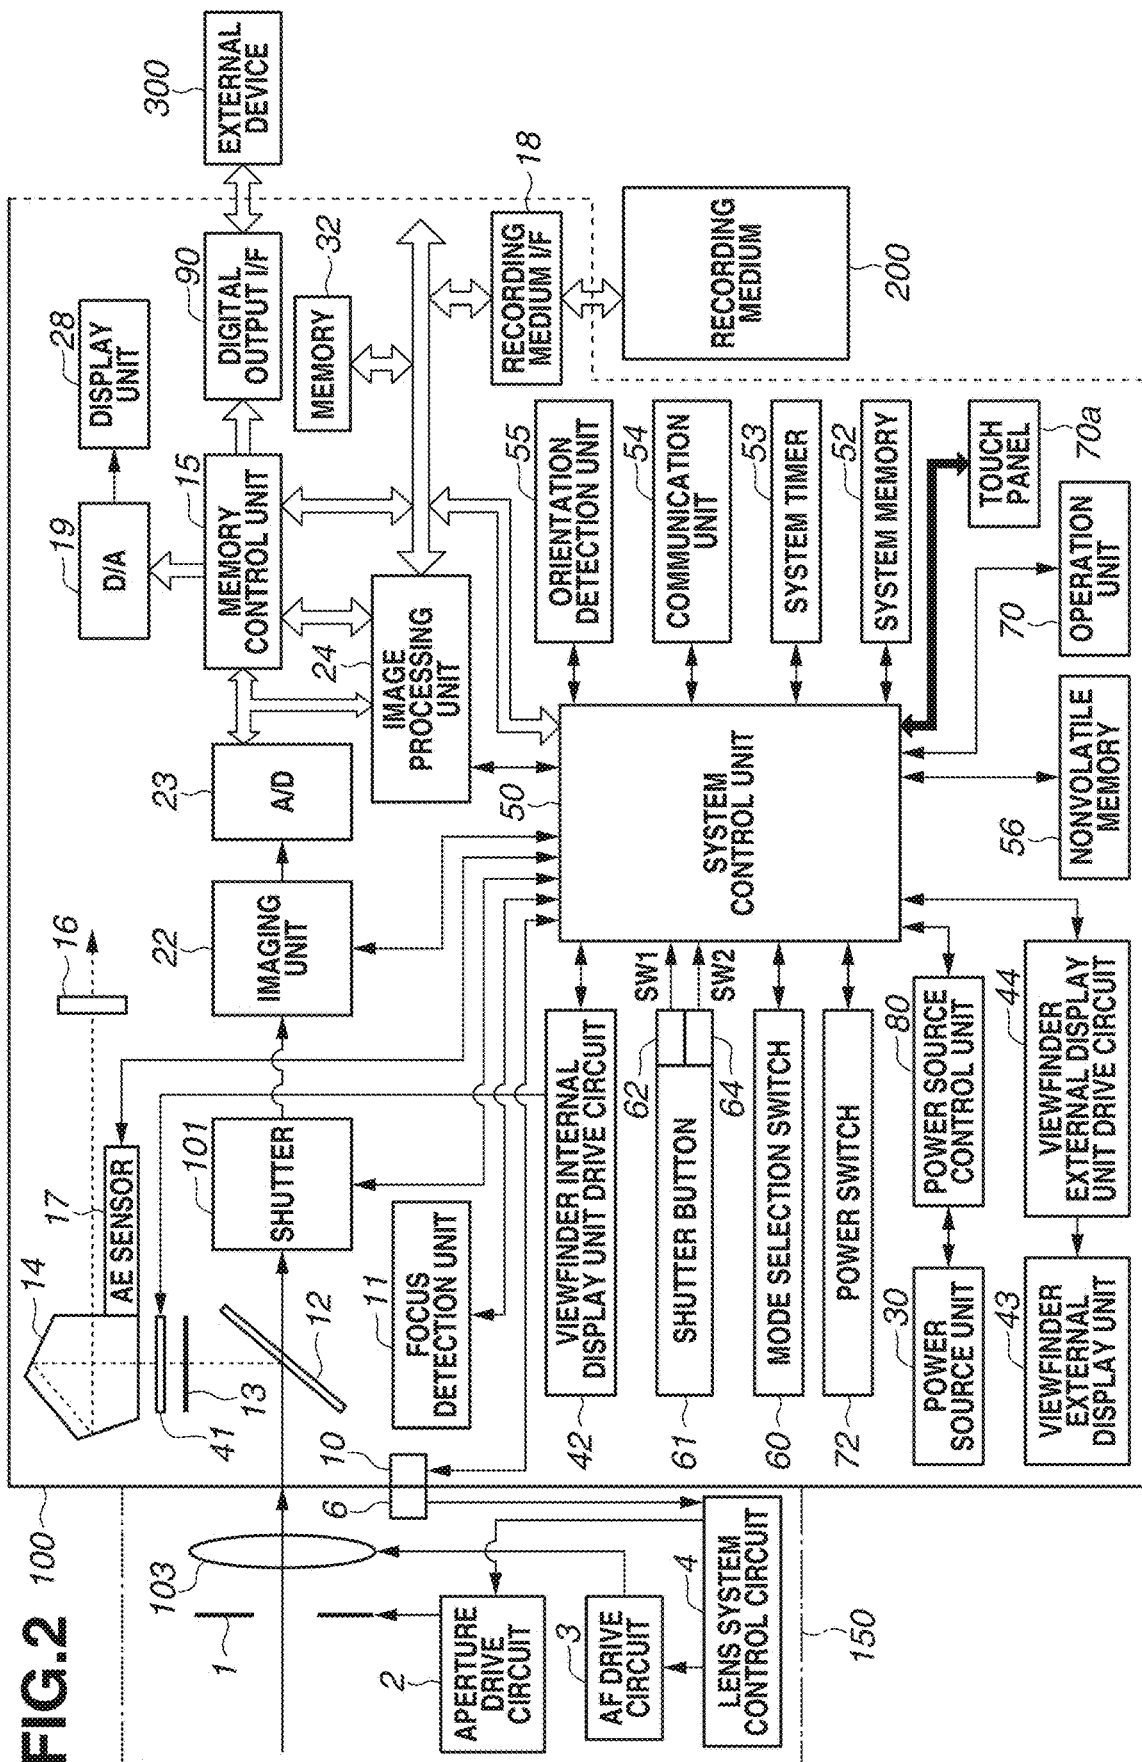 FIG.2
100
150
1
103
2
APERTURE
DRIVE
CIRCUIT
3
AF DRIVE
CIRCUIT
4
LENS SYSTEM
CONTROL CIRCUIT
6
10
41
13
14
17
AE SENSOR
16
12
11
FOCUS
DETECTION UNIT
101
SHUTTER
22
IMAGING
UNIT
23
A/D
15
MEMORY
CONTROL UNIT
19
D/A
28
DISPLAY
UNIT
90
DIGITAL
OUTPUT I/F
300
EXTERNAL
DEVICE
24
IMAGE
PROCESSING
UNIT
32
MEMORY
18
RECORDING
MEDIUM I/F
200
RECORDING
MEDIUM
42
VIEWFINDER INTERNAL
DISPLAY UNIT DRIVE CIRCUIT
61
SHUTTER BUTTON
62
64
SW1
SW2
60
MODE SELECTION SWITCH
72
POWER SWITCH
50
SYSTEM
CONTROL UNIT
55
ORIENTATION
DETECTION UNIT
54
COMMUNICATION
UNIT
53
SYSTEM TIMER
52
SYSTEM MEMORY
70a
TOUCH
PANEL
30
POWER
SOURCE UNIT
80
POWER SOURCE
CONTROL UNIT
43
VIEWFINDER
EXTERNAL
DISPLAY UNIT
44
VIEWFINDER
EXTERNAL DISPLAY
UNIT DRIVE CIRCUIT
56
NONVOLATILE
MEMORY
70
OPERATION
UNIT